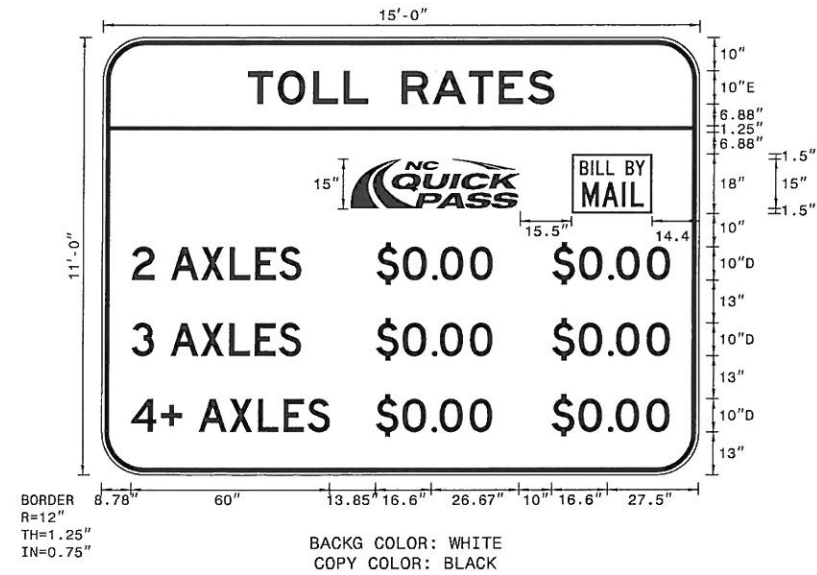 15'-0"
10"
TOLL RATES
10"E
6.88"
1.25"
6.88"
15"
NC
QUICK
PASS
BILL BY
MAIL
1.5"
18"
15"
1.5"
15.5"
14.4
10"
11'-0"
2 AXLES $0.00 $0.00
10"D
13"
3 AXLES $0.00 $0.00
10"D
13"
4+ AXLES $0.00 $0.00
10"D
13"
8.78" 60" 13.85" 16.6" 26.67" 10" 16.6" 27.5"
BORDER
R=12"
TH=1.25"
IN=0.75"
BACKG COLOR: WHITE
COPY COLOR: BLACK